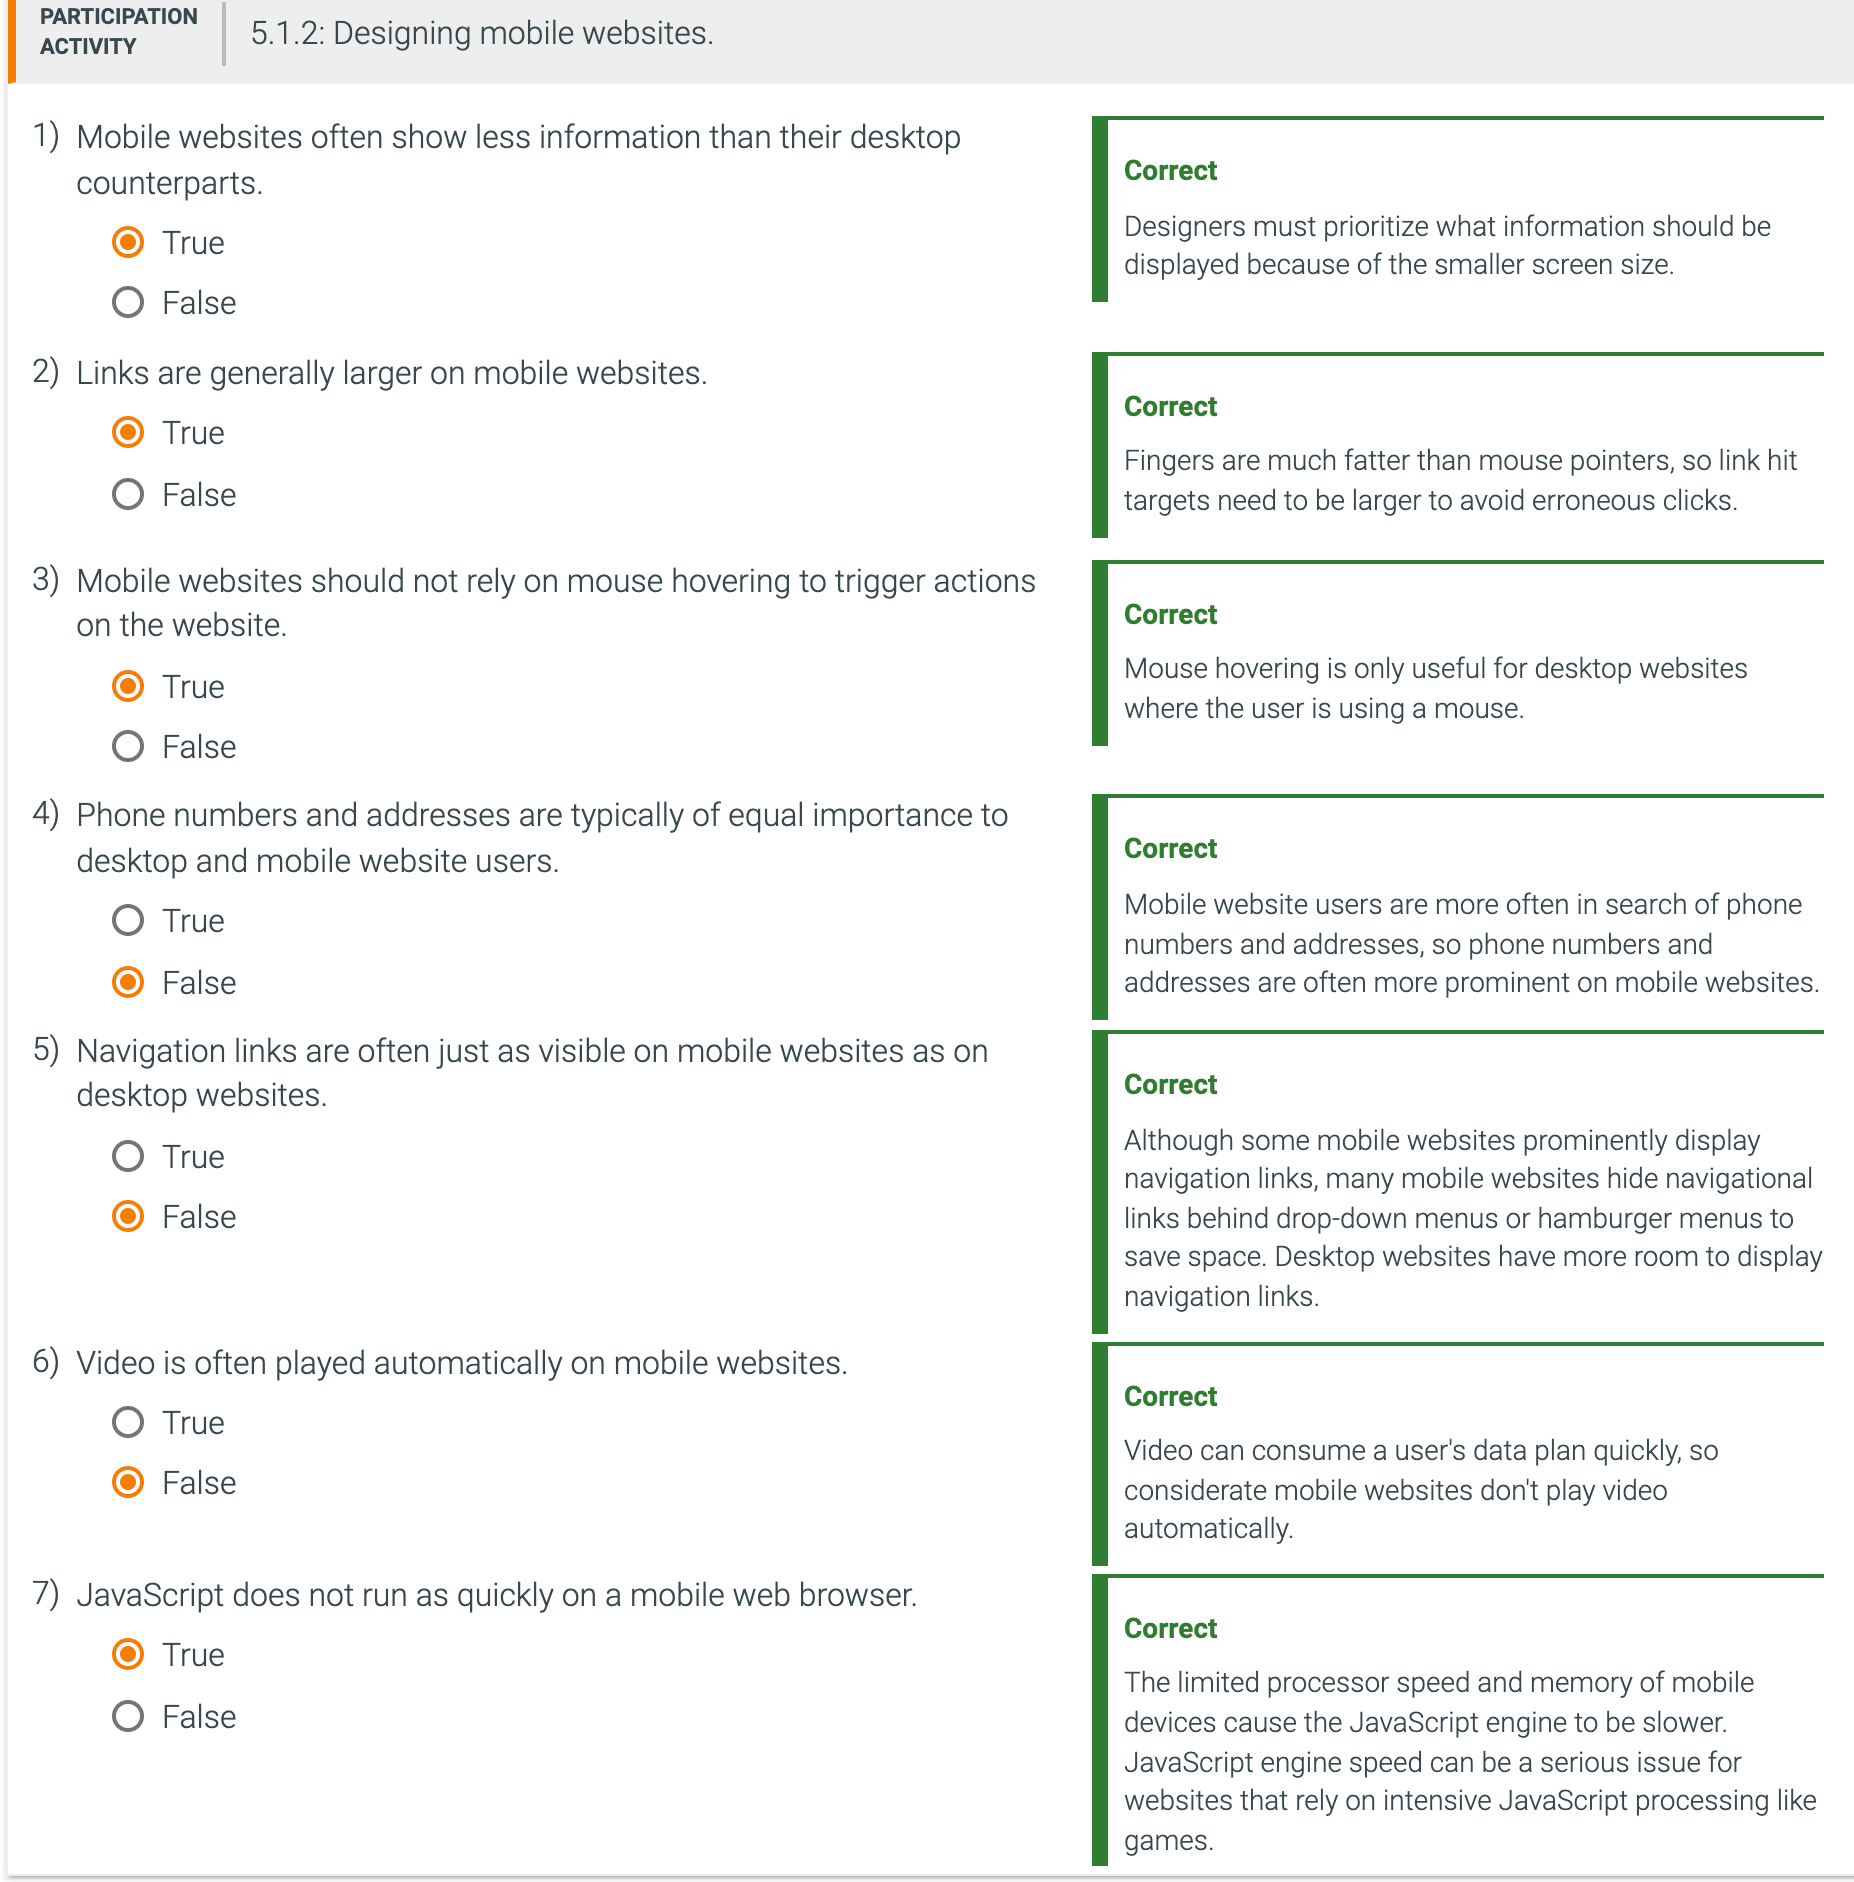 PARTICIPATION
ACTIVITY
5.1.2: Designing mobile websites.
1) Mobile websites often show less information than their desktop
counterparts.
True
False
Correct
Designers must prioritize what information should be
displayed because of the smaller screen size.
2) Links are generally larger on mobile websites.
True
False
Correct
Fingers are much fatter than mouse pointers, so link hit
targets need to be larger to avoid erroneous clicks.
3) Mobile websites should not rely on mouse hovering to trigger actions
on the website.
True
False
Correct
Mouse hovering is only useful for desktop websites
where the user is using a mouse.
4) Phone numbers and addresses are typically of equal importance to
desktop and mobile website users.
True
False
Correct
Mobile website users are more often in search of phone
numbers and addresses, so phone numbers and
addresses are often more prominent on mobile websites.
5) Navigation links are often just as visible on mobile websites as on
desktop websites.
True
False
Correct
Although some mobile websites prominently display
navigation links, many mobile websites hide navigational
links behind drop-down menus or hamburger menus to
save space. Desktop websites have more room to display
navigation links.
6) Video is often played automatically on mobile websites.
True
False
Correct
Video can consume a user's data plan quickly, so
considerate mobile websites don't play video
automatically.
7) JavaScript does not run as quickly on a mobile web browser.
True
False
Correct
The limited processor speed and memory of mobile
devices cause the JavaScript engine to be slower.
JavaScript engine speed can be a serious issue for
websites that rely on intensive JavaScript processing like
games.